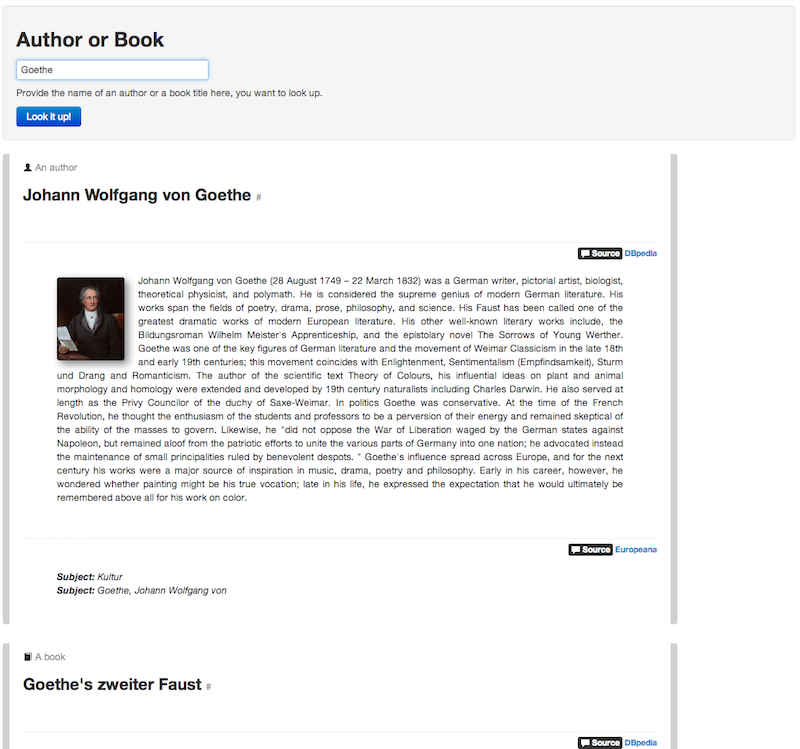 Author or Book
Goethe
Provide the name of an author or a book title here, you want to look up.
Look it up!
An author
Johann Wolfgang von Goethe #
Source DBpedia
Johann Wolfgang von Goethe (28 August 1749 – 22 March 1832) was a German writer, pictorial artist, biologist,
theoretical physicist, and polymath. He is considered the supreme genius of modern German literature. His
works span the fields of poetry, drama, prose, philosophy, and science. His Faust has been called one of the
greatest dramatic works of modern European literature. His other well-known literary works include, the
Bildungsroman Wilhelm Meister's Apprenticeship, and the epistolary novel The Sorrows of Young Werther.
Goethe was one of the key figures of German literature and the movement of Weimar Classicism in the late 18th
and early 19th centuries; this movement coincides with Enlightenment, Sentimentalism (Empfindsamkeit), Sturm
und Drang and Romanticism. The author of the scientific text Theory of Colours, his influential ideas on plant and animal
morphology and homology were extended and developed by 19th century naturalists including Charles Darwin. He also served at
length as the Privy Councilor of the duchy of Saxe-Weimar. In politics Goethe was conservative. At the time of the French
Revolution, he thought the enthusiasm of the students and professors to be a perversion of their energy and remained skeptical of
the ability of the masses to govern. Likewise, he "did not oppose the War of Liberation waged by the German states against
Napoleon, but remained aloof from the patriotic efforts to unite the various parts of Germany into one nation; he advocated instead
the maintenance of small principalities ruled by benevolent despots. " Goethe's influence spread across Europe, and for the next
century his works were a major source of inspiration in music, drama, poetry and philosophy. Early in his career, however, he
wondered whether painting might be his true vocation; late in his life, he expressed the expectation that he would ultimately be
remembered above all for his work on color.
Source Europeana
Subject: Kultur
Subject: Goethe, Johann Wolfgang von
A book
Goethe's zweiter Faust #
Source DBpedia